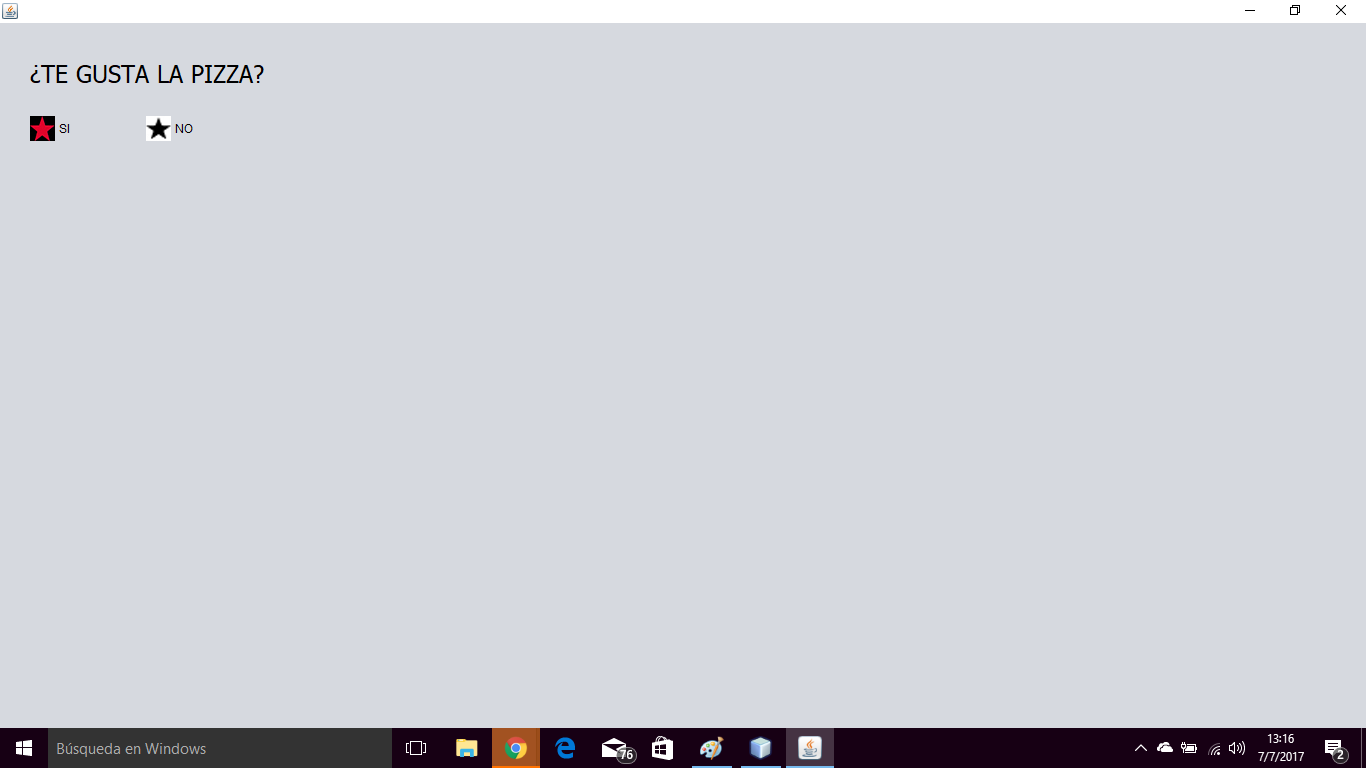 ¿TE GUSTA LA PIZZA?
SI
NO
Búsqueda en Windows
76
13:16
7/7/2017
2